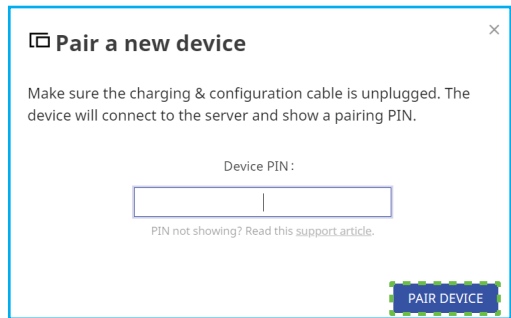 Pair a new device
Make sure the charging & configuration cable is unplugged. The
device will connect to the server and show a pairing PIN.
Device PIN:
PIN not showing? Read this support article.
PAIR DEVICE